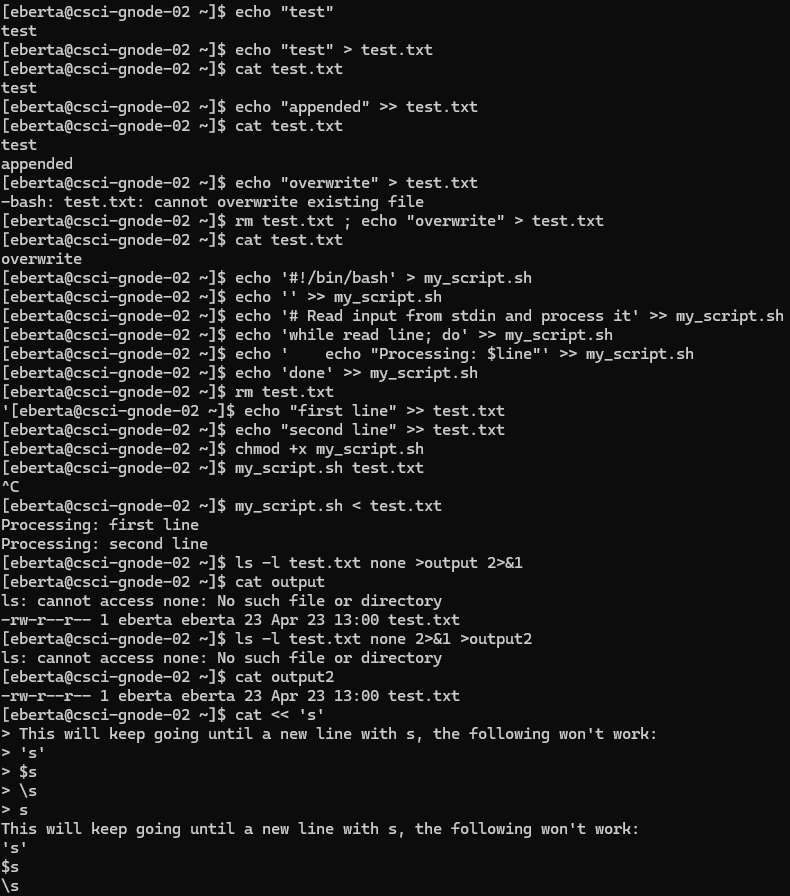 [eberta@csci-gnode-02 ~]$ echo "test"
test
[eberta@csci-gnode-02 ~]$ echo "test" > test.txt
[eberta@csci-gnode-02 ~]$ cat test.txt
test
[eberta@csci-gnode-02 ~]$ echo "appended" >> test.txt
[eberta@csci-gnode-02 ~]$ cat test.txt
test
appended
[eberta@csci-gnode-02 ~]$ echo "overwrite" > test.txt
-bash: test.txt: cannot overwrite existing file
[eberta@csci-gnode-02 ~]$ rm test.txt ; echo "overwrite" > test.txt
[eberta@csci-gnode-02 ~]$ cat test.txt
overwrite
[eberta@csci-gnode-02 ~]$ echo '#!/bin/bash' > my_script.sh
[eberta@csci-gnode-02 ~]$ echo '' >> my_script.sh
[eberta@csci-gnode-02 ~]$ echo '# Read input from stdin and process it' >> my_script.sh
[eberta@csci-gnode-02 ~]$ echo 'while read line; do' >> my_script.sh
[eberta@csci-gnode-02 ~]$ echo '    echo "Processing: $line"' >> my_script.sh
[eberta@csci-gnode-02 ~]$ echo 'done' >> my_script.sh
[eberta@csci-gnode-02 ~]$ rm test.txt
'[eberta@csci-gnode-02 ~]$ echo "first line" >> test.txt
[eberta@csci-gnode-02 ~]$ echo "second line" >> test.txt
[eberta@csci-gnode-02 ~]$ chmod +x my_script.sh
[eberta@csci-gnode-02 ~]$ my_script.sh test.txt
^C
[eberta@csci-gnode-02 ~]$ my_script.sh < test.txt
Processing: first line
Processing: second line
[eberta@csci-gnode-02 ~]$ ls -l test.txt none >output 2>&1
[eberta@csci-gnode-02 ~]$ cat output
ls: cannot access none: No such file or directory
-rw-r--r-- 1 eberta eberta 23 Apr 23 13:00 test.txt
[eberta@csci-gnode-02 ~]$ ls -l test.txt none 2>&1 >output2
ls: cannot access none: No such file or directory
[eberta@csci-gnode-02 ~]$ cat output2
-rw-r--r-- 1 eberta eberta 23 Apr 23 13:00 test.txt
[eberta@csci-gnode-02 ~]$ cat << 's'
> This will keep going until a new line with s, the following won't work:
> 's'
> $s
> \s
> s
This will keep going until a new line with s, the following won't work:
's'
$s
\s